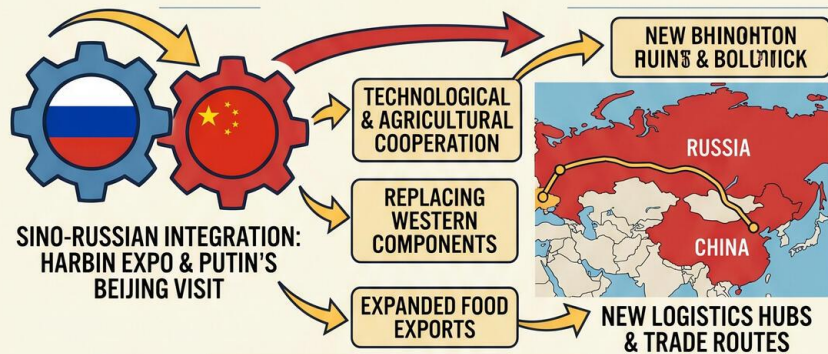 SINO-RUSSIAN INTEGRATION:
HARBIN EXPO & PUTIN'S
BEIJING VISIT
TECHNOLOGICAL
& AGRICULTURAL
COOPERATION
REPLACING
WESTERN
COMPONENTS
EXPANDED FOOD
EXPORTS
NEW
&
RUSSIA
CHINA
NEW LOGISTICS HUBS
& TRADE ROUTES